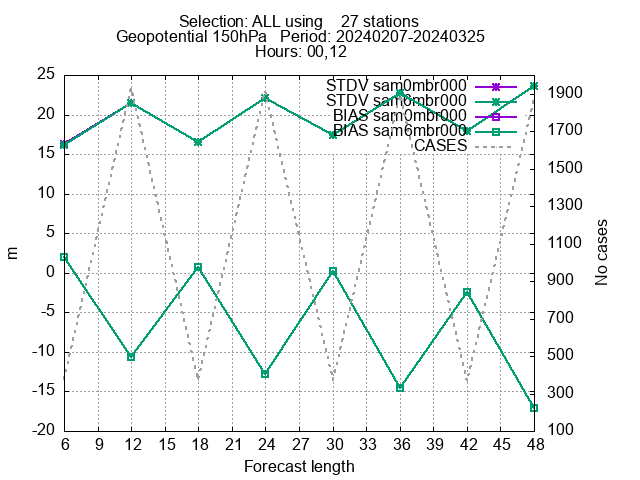 Selection: ALL using    27 stations
Geopotential 150hPa   Period: 20240207-20240325
Hours: 00,12
STDV sam0mbr000
STDV sam6mbr000
BIAS sam0mbr000
BIAS sam6mbr000
CASES
25
20
15
10
5
0
-5
-10
-15
-20
m
1900
1700
1500
1300
1100
900
700
500
300
100
No cases
6 9 12 15 18 21 24 27 30 33 36 39 42 45 48
Forecast length